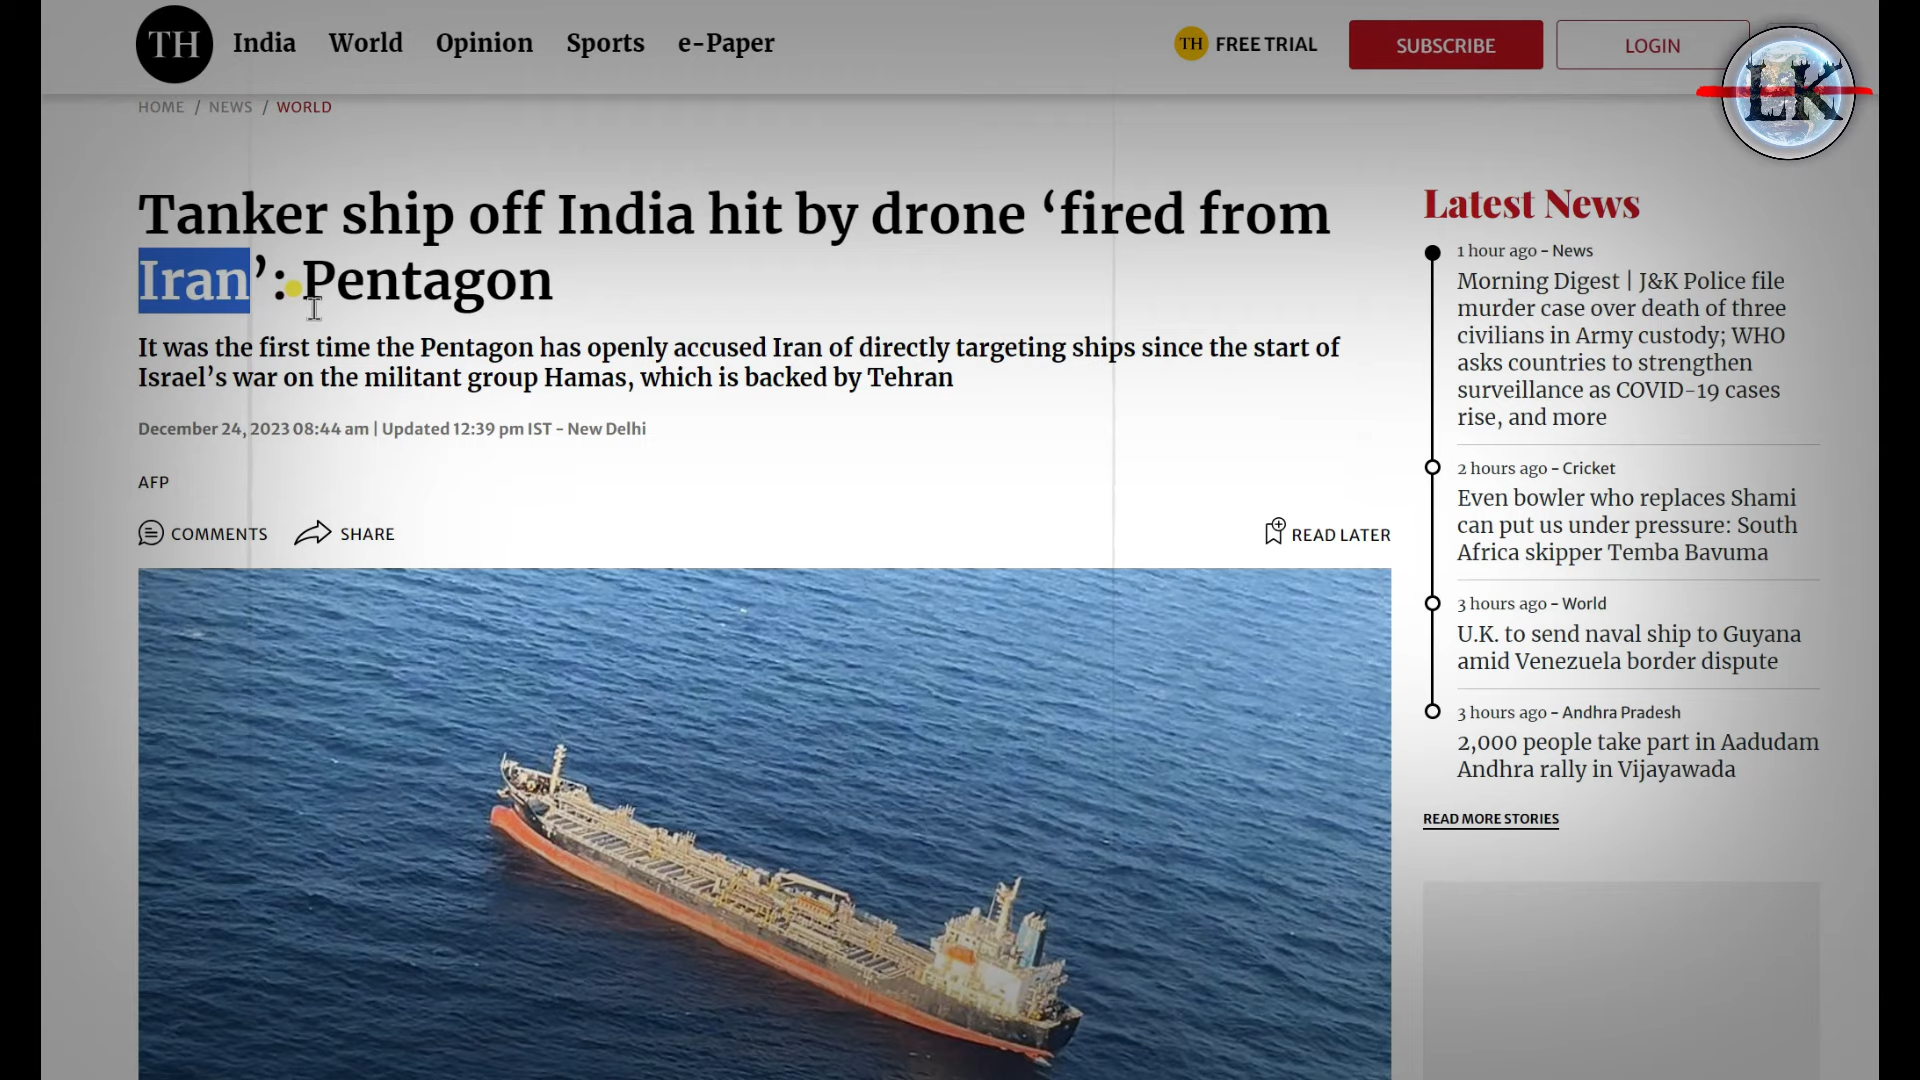 TH India World Opinion Sports e-Paper
TH FREE TRIAL SUBSCRIBE LOGIN
LK
HOME / NEWS / WORLD
Tanker ship off India hit by drone ‘fired from
Iran’: Pentagon
It was the first time the Pentagon has openly accused Iran of directly targeting ships since the start of
Israel’s war on the militant group Hamas, which is backed by Tehran
December 24, 2023 08:44 am | Updated 12:39 pm IST - New Delhi
AFP
COMMENTS SHARE
READ LATER
Latest News
1 hour ago - News
Morning Digest | J&K Police file
murder case over death of three
civilians in Army custody; WHO
asks countries to strengthen
surveillance as COVID-19 cases
rise, and more
2 hours ago - Cricket
Even bowler who replaces Shami
can put us under pressure: South
Africa skipper Temba Bavuma
3 hours ago - World
U.K. to send naval ship to Guyana
amid Venezuela border dispute
3 hours ago - Andhra Pradesh
2,000 people take part in Aadudam
Andhra rally in Vijayawada
READ MORE STORIES